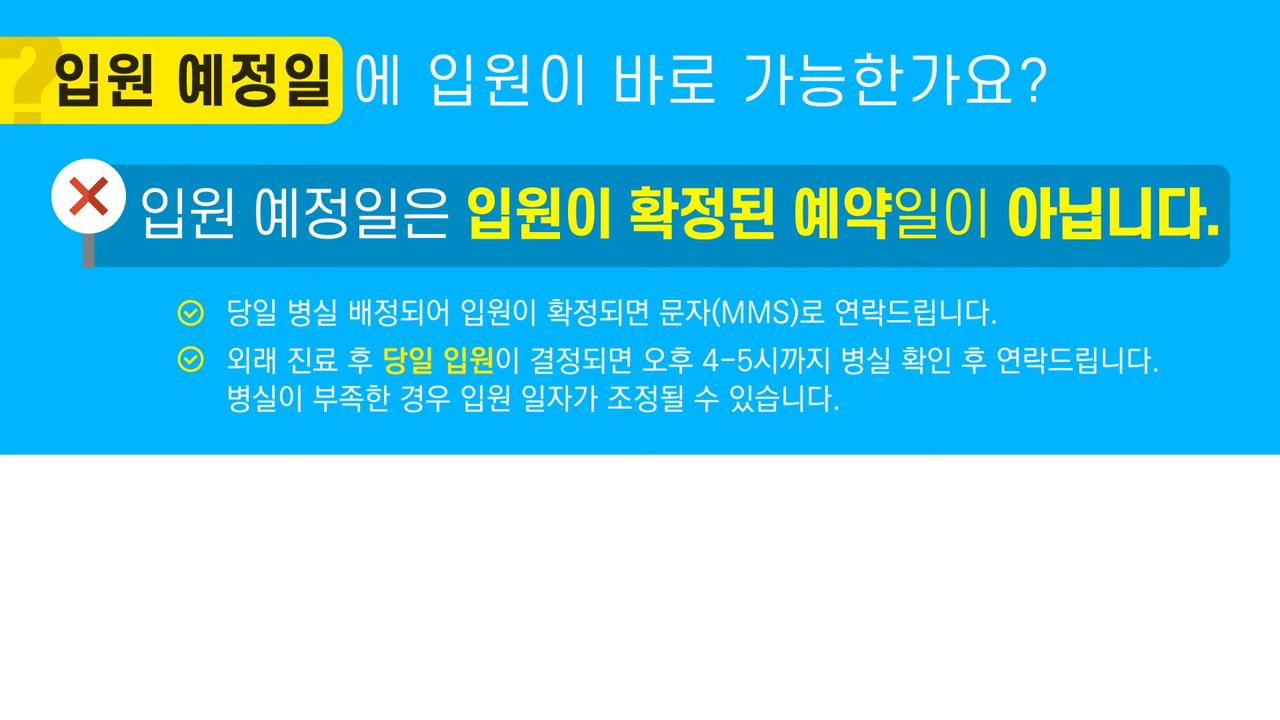 입원 예정일에 입원이 바로 가능한가요?
입원 예정일은 입원이 확정된 예약일이 아닙니다.
당일 병실 배정되어 입원이 확정되면 문자(MMS)로 연락드립니다.
외래 진료 후 당일 입원이 결정되면 오후 4-5시까지 병실 확인 후 연락드립니다.
병실이 부족한 경우 입원 일자가 조정될 수 있습니다.